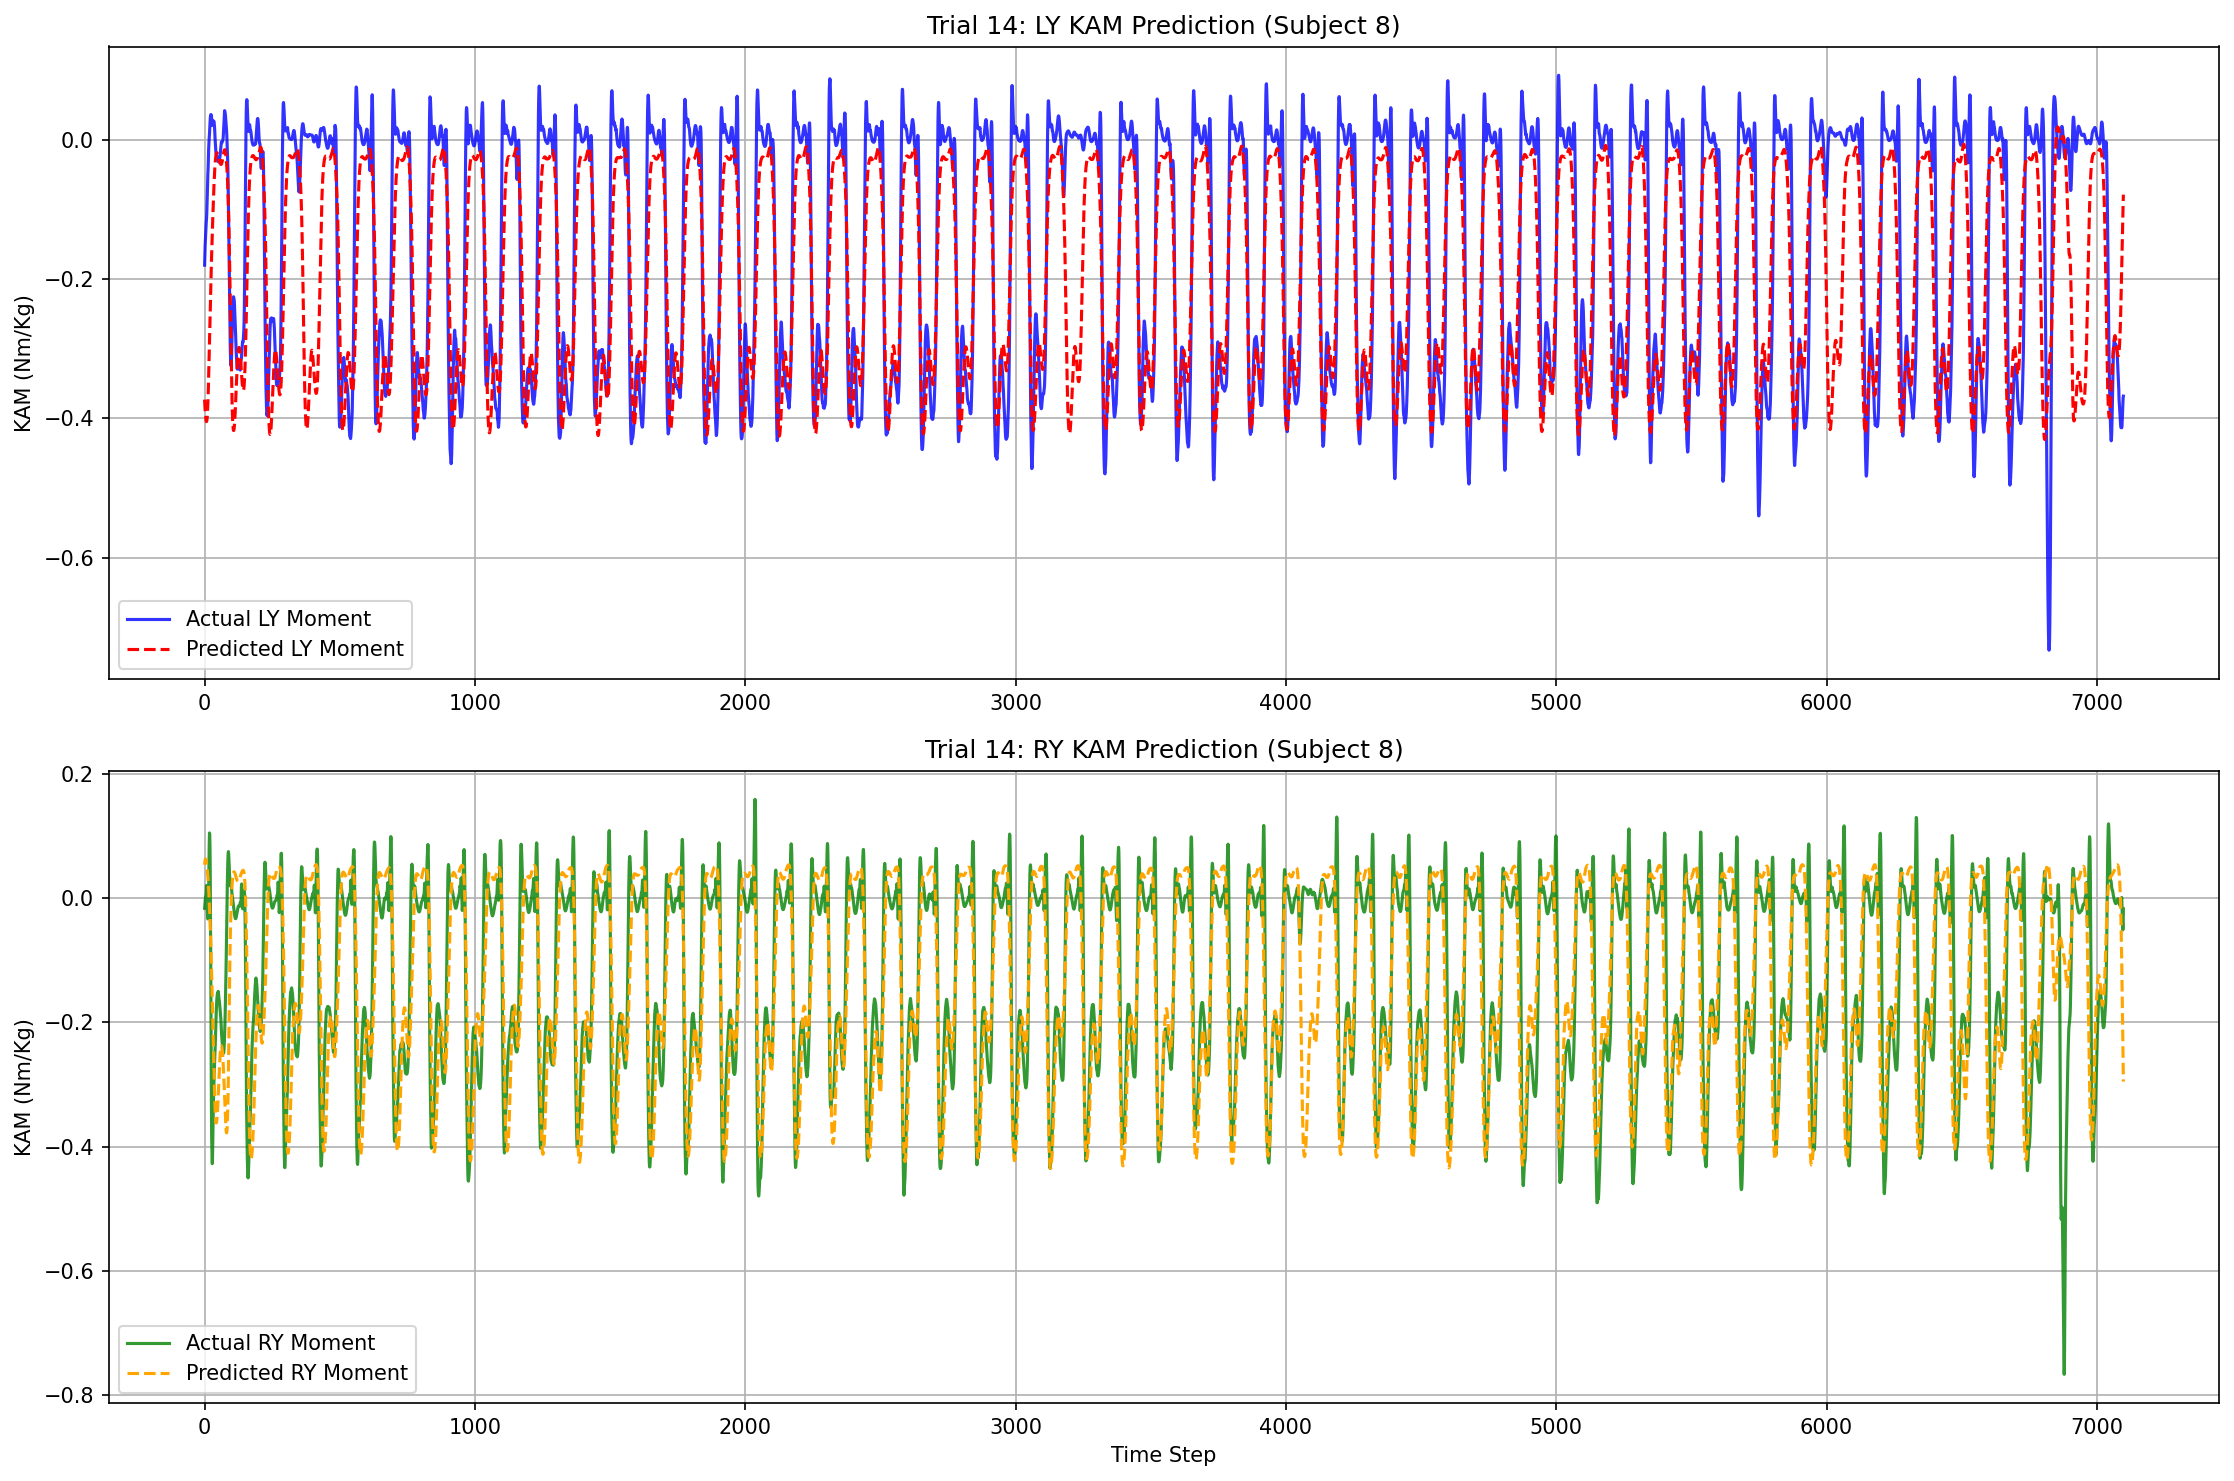 Trial 14: LY KAM Prediction (Subject 8)
KAM (Nm/Kg)
0.0
−0.2
−0.4
−0.6
Actual LY Moment
Predicted LY Moment
0 1000 2000 3000 4000 5000 6000 7000
Trial 14: RY KAM Prediction (Subject 8)
KAM (Nm/Kg)
0.2
0.0
−0.2
−0.4
−0.6
−0.8
Actual RY Moment
Predicted RY Moment
0 1000 2000 3000 4000 5000 6000 7000
Time Step